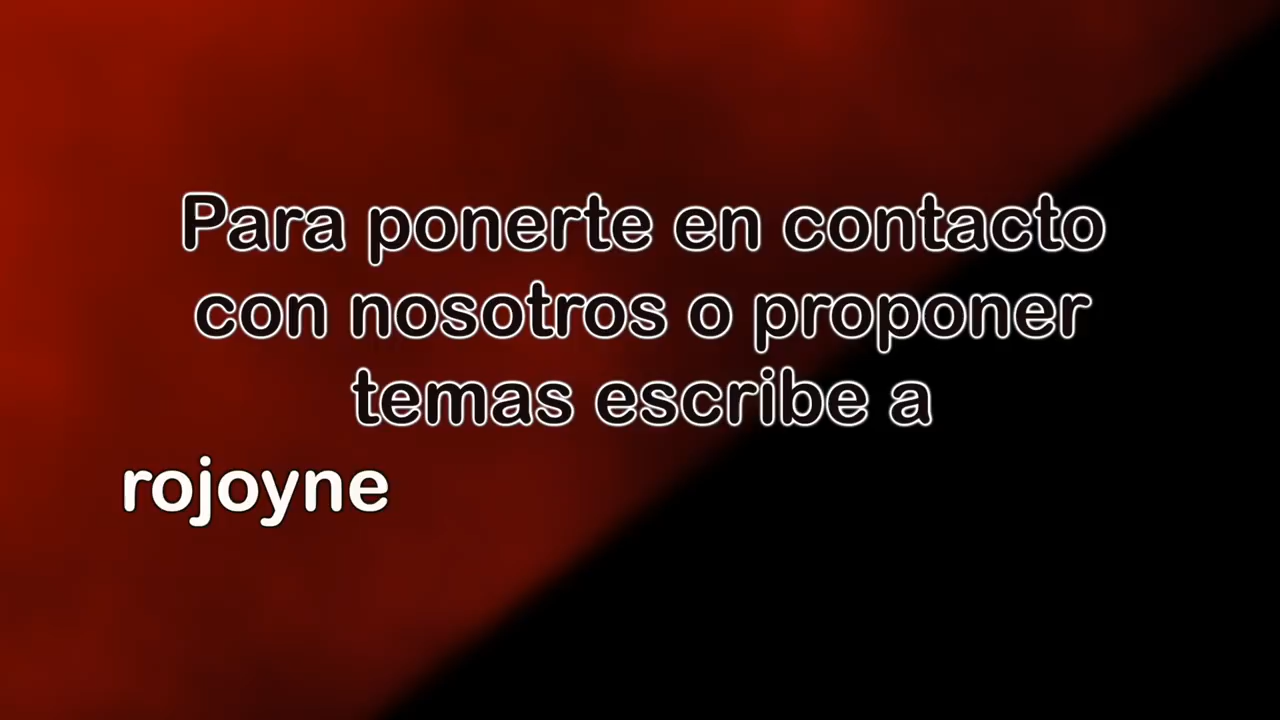 Para ponerte en contacto
con nosotros o proponer
temas escribe a
rojoyne